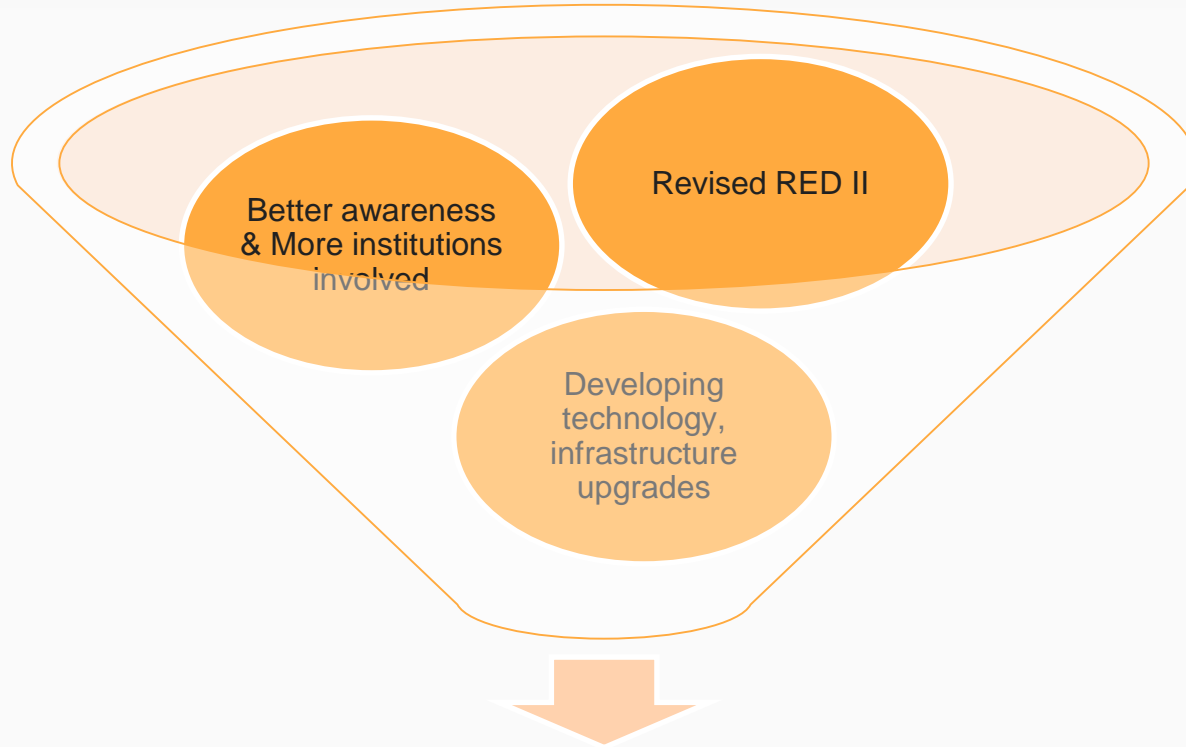 Better awareness
& More institutions
involved
Revised RED II
Developing
technology,
infrastructure
upgrades